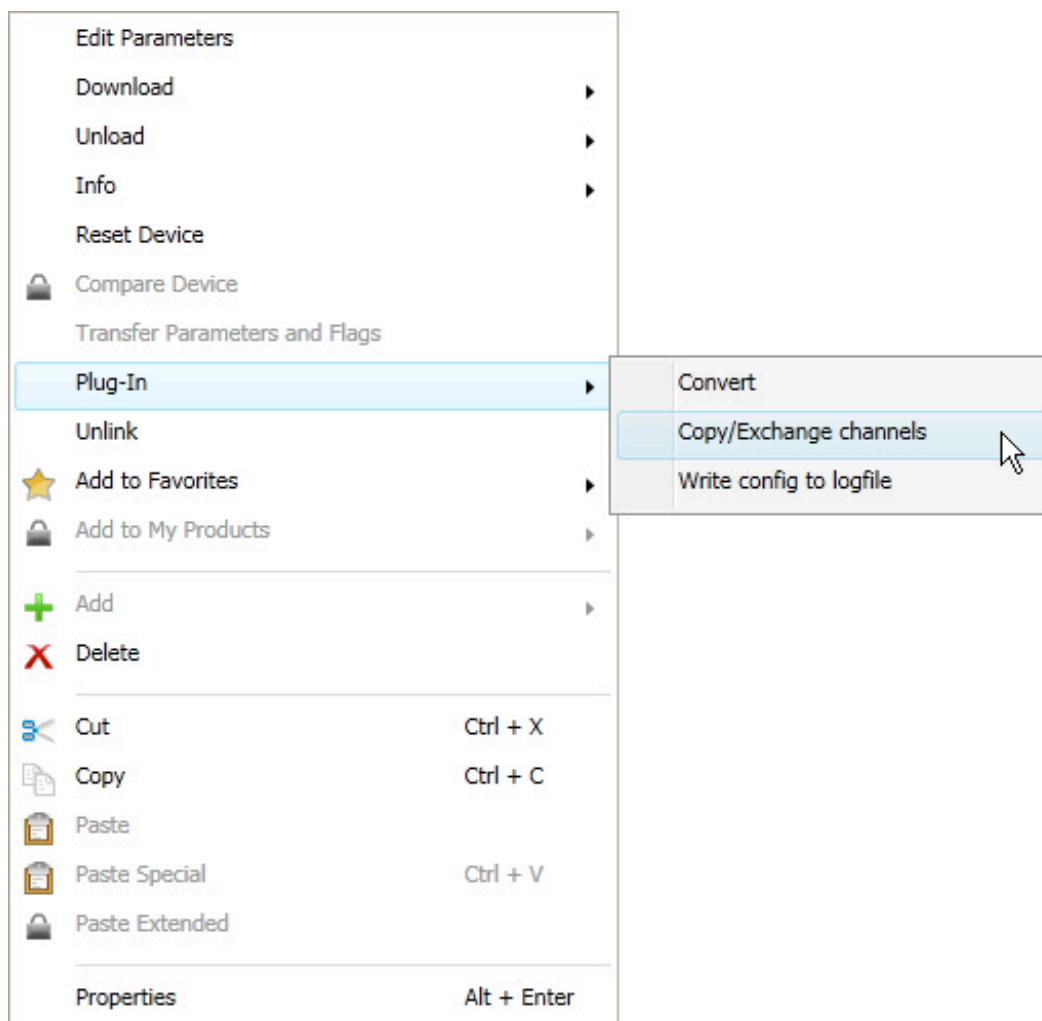 Edit Parameters
Download
Unload
Info
Reset Device
Compare Device
Transfer Parameters and Flags
Plug-In
Convert
Copy/Exchange channels
Write config to logfile
Unlink
Add to Favorites
Add to My Products
Add
Delete
Cut Ctrl + X
Copy Ctrl + C
Paste
Paste Special Ctrl + V
Paste Extended
Properties Alt + Enter